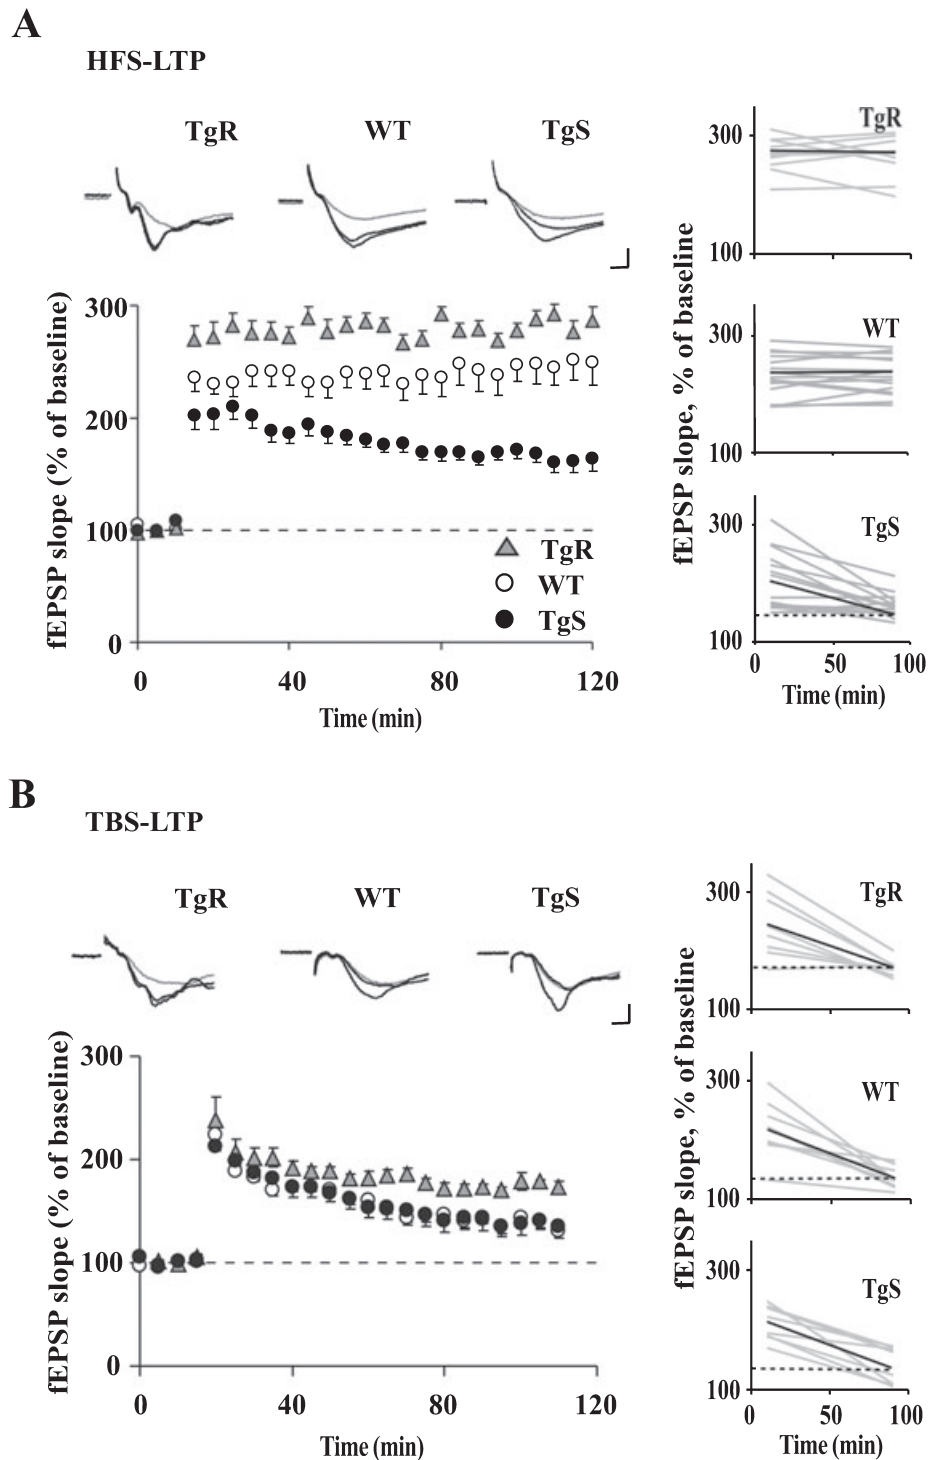 A
HFS-LTP
TgR WT TgS
fEPSP slope (% of baseline)
300
200
100
0
TgR
WT
TgS
0 40 80 120
Time (min)
fEPSP slope, % of baseline
TgR
300
100
WT
300
100
TgS
300
100
0 50 100
Time (min)
B
TBS-LTP
TgR WT TgS
fEPSP slope (% of baseline)
300
200
100
0
0 40 80 120
Time (min)
fEPSP slope, % of baseline
TgR
300
100
WT
300
100
TgS
300
100
0 50 100
Time (min)